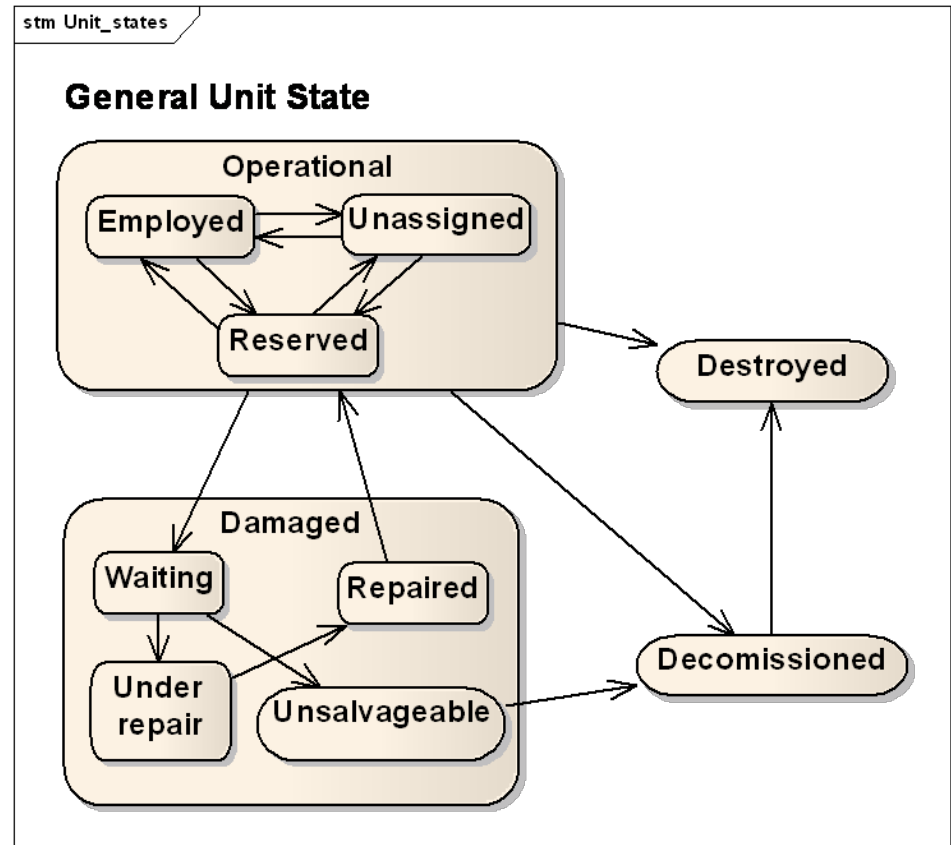 stm Unit_states
General Unit State
Operational
Employed
Unassigned
Reserved
Destroyed
Damaged
Waiting
Repaired
Under
repair
Unsalvageable
Decomissioned